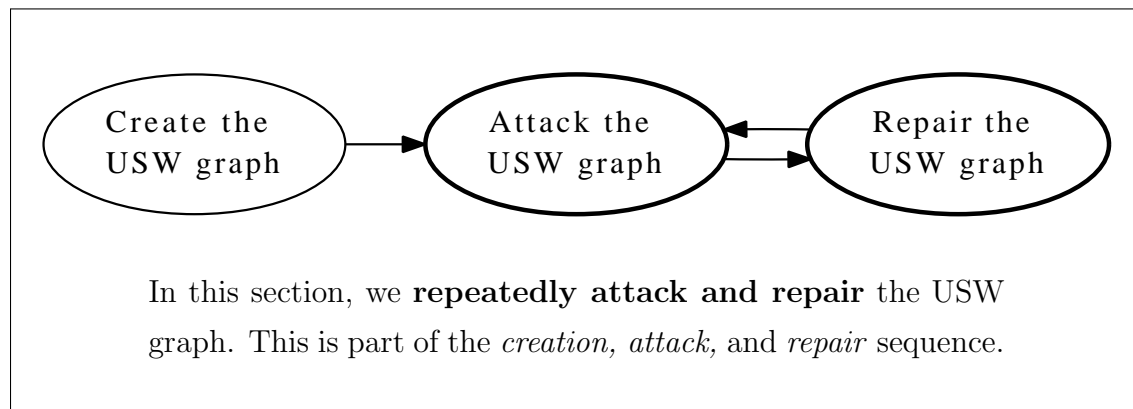 Create the
USW graph
Attack the
USW graph
Repair the
USW graph
In this section, we repeatedly attack and repair the USW
graph. This is part of the creation, attack, and repair sequence.